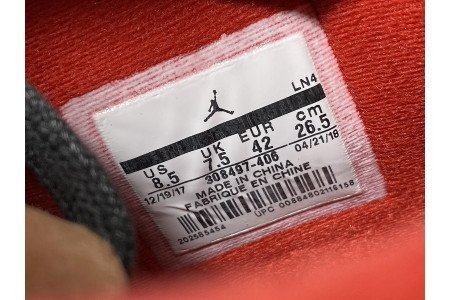 LN4
US UK EUR cm
8.5 7.5 42 26.5
308497-406
12/19/17 04/21/18
MADE IN CHINA
FABRIQUE EN CHINE
202585454
UPC 00884802116158